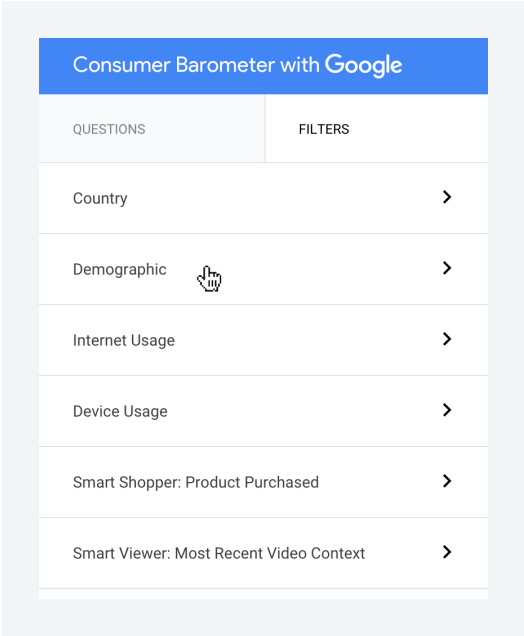 Consumer Barometer with Google
QUESTIONS
FILTERS
Country
Demographic
Internet Usage
Device Usage
Smart Shopper: Product Purchased
Smart Viewer: Most Recent Video Context